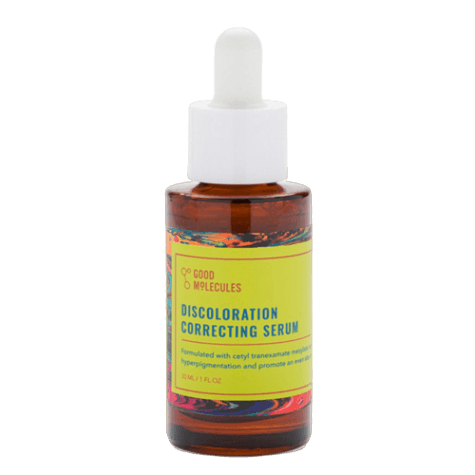 GOOD
MOLECULES
DISCOLORATION
CORRECTING SERUM
Formulated with cetyl tranexamate mesylate
hyperpigmentation and promote an even
30 ML / 1 FL OZ